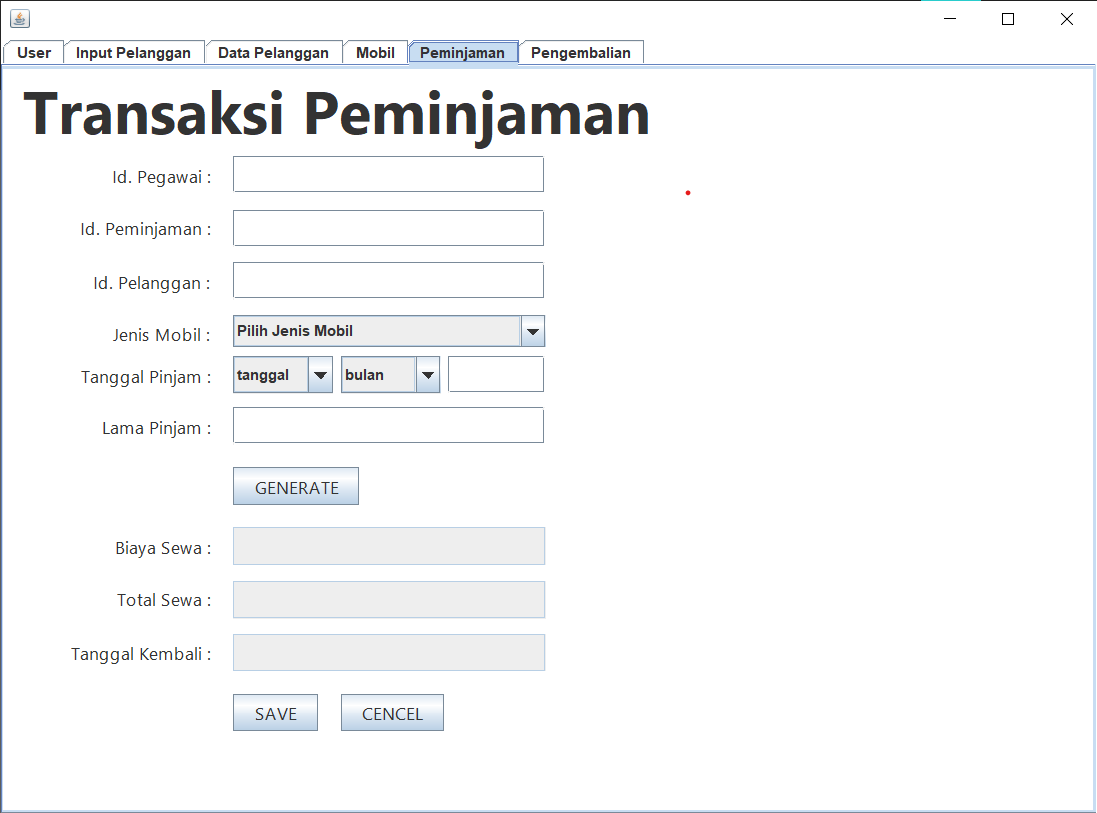 User Input Pelanggan Data Pelanggan Mobil Peminjaman Pengembalian
Transaksi Peminjaman
Id. Pegawai :
Id. Peminjaman :
Id. Pelanggan :
Jenis Mobil : Pilih Jenis Mobil
Tanggal Pinjam : tanggal bulan
Lama Pinjam :
GENERATE
Biaya Sewa :
Total Sewa :
Tanggal Kembali :
SAVE CENCEL